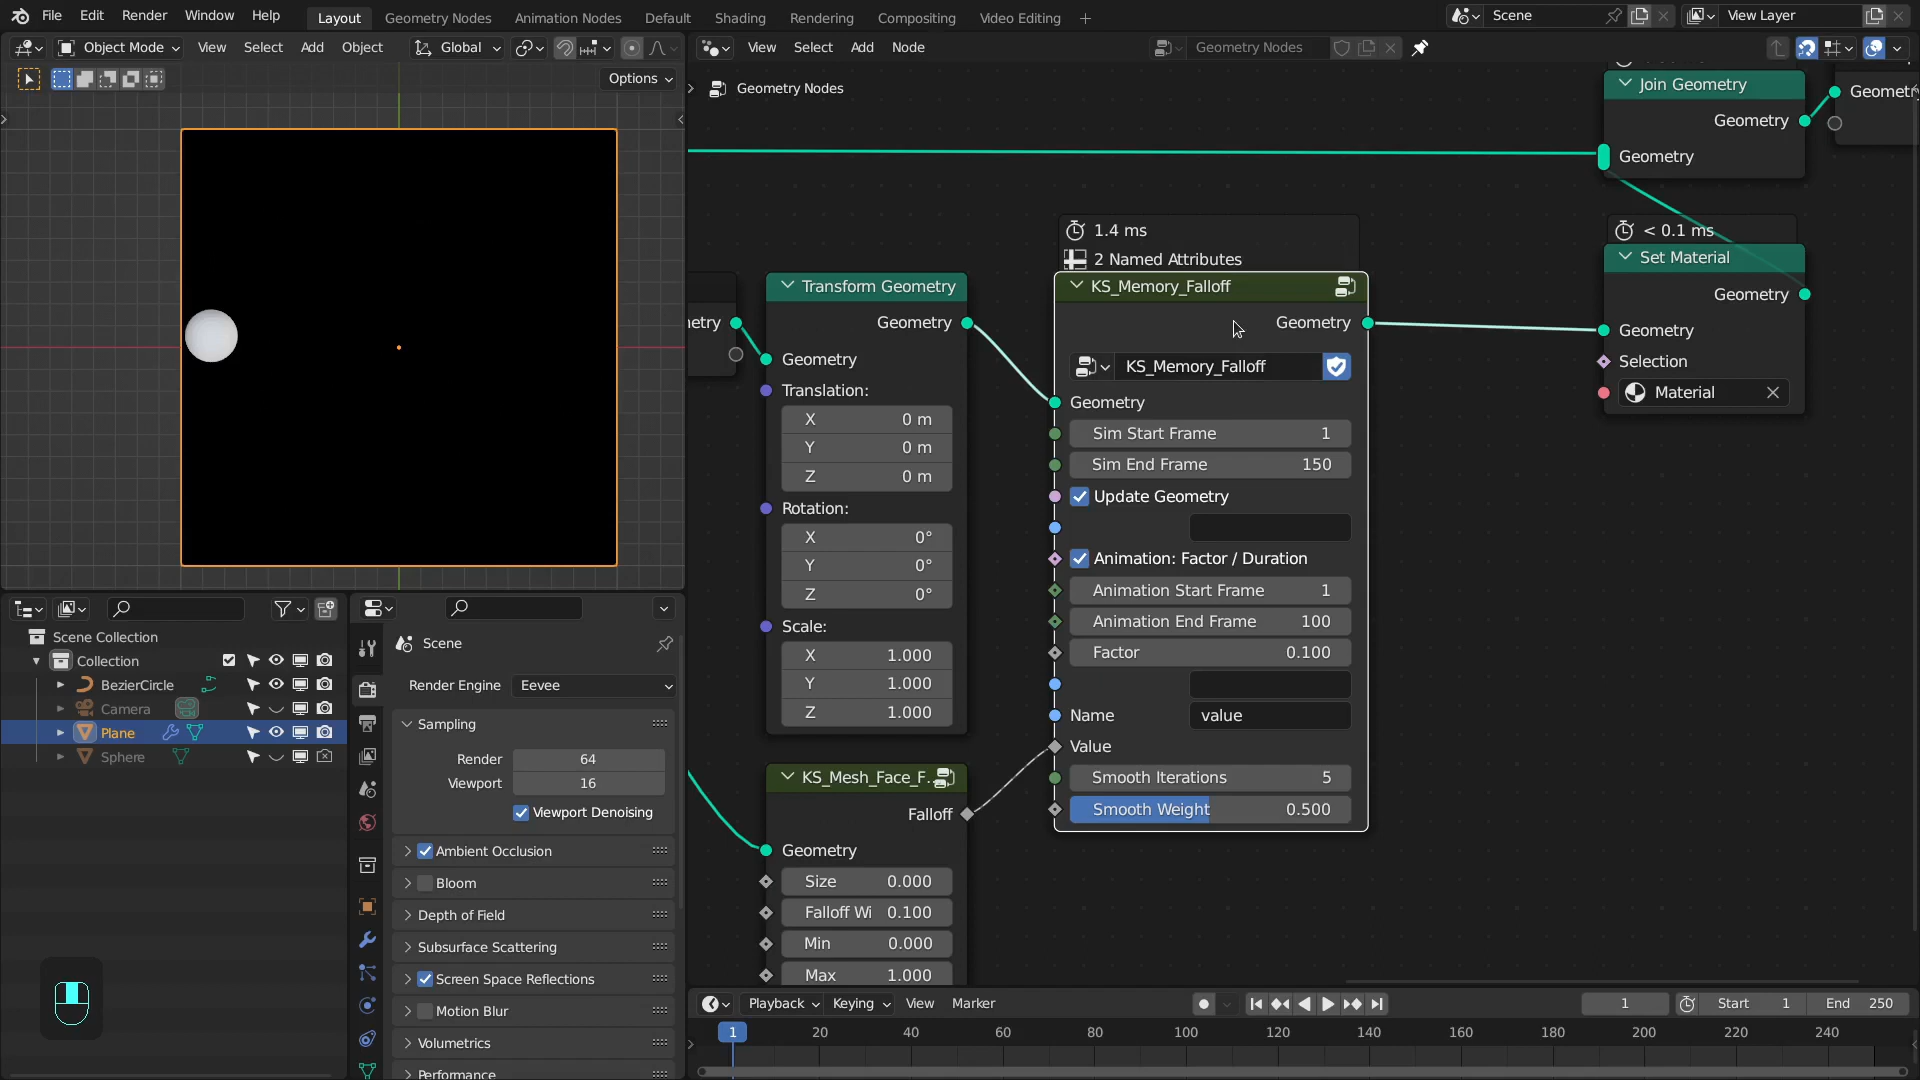 File Edit Render Window Help
Layout Geometry Nodes Animation Nodes Default Shading Rendering Compositing Video Editing +
Scene
View Layer
Object Mode View Select Add Object Global
Options
View Select Add Node
Geometry Nodes
Geometry Nodes
Join Geometry
Geometry
Geometry
1.4 ms
2 Named Attributes
< 0.1 ms
Transform Geometry
Geometry
Geometry
Translation:
X 0 m
Y 0 m
Z 0 m
Rotation:
X 0°
Y 0°
Z 0°
Scale:
X 1.000
Y 1.000
Z 1.000
KS_Memory_Falloff
Geometry
KS_Memory_Falloff
Geometry
Sim Start Frame 1
Sim End Frame 150
Update Geometry
Animation: Factor / Duration
Animation Start Frame 1
Animation End Frame 100
Factor 0.100
Name value
Value
Smooth Iterations 5
Smooth Weight 0.500
Set Material
Geometry
Geometry
Selection
Material
KS_Mesh_Face_F..
Falloff
Geometry
Size 0.000
Falloff Wi 0.100
Min 0.000
Max 1.000
Scene Collection
Collection
BezierCircle
Camera
Plane
Sphere
Scene
Render Engine Eevee
Sampling
Render 64
Viewport 16
Viewport Denoising
Ambient Occlusion
Bloom
Depth of Field
Subsurface Scattering
Screen Space Reflections
Motion Blur
Volumetrics
Performance
Playback Keying View Marker
1 Start 1 End 250
1 20 40 60 80 100 120 140 160 180 200 220 240